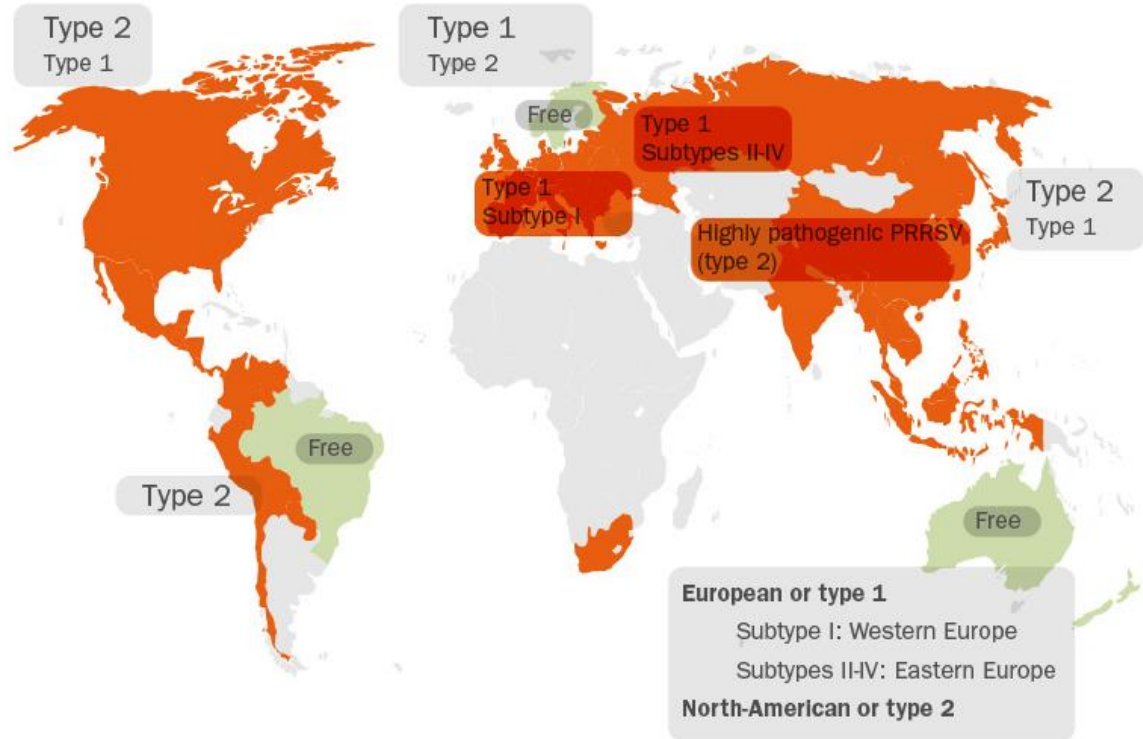 Type 2
Type 1
Type 1
Type 2
Free
Type 1
Subtypes II-IV
Type 1
Subtype I
Type 2
Type 1
Highly pathogenic PRRSV
(type 2)
Free
Type 2
Free
European or type 1
Subtype I: Western Europe
Subtypes II-IV: Eastern Europe
North-American or type 2